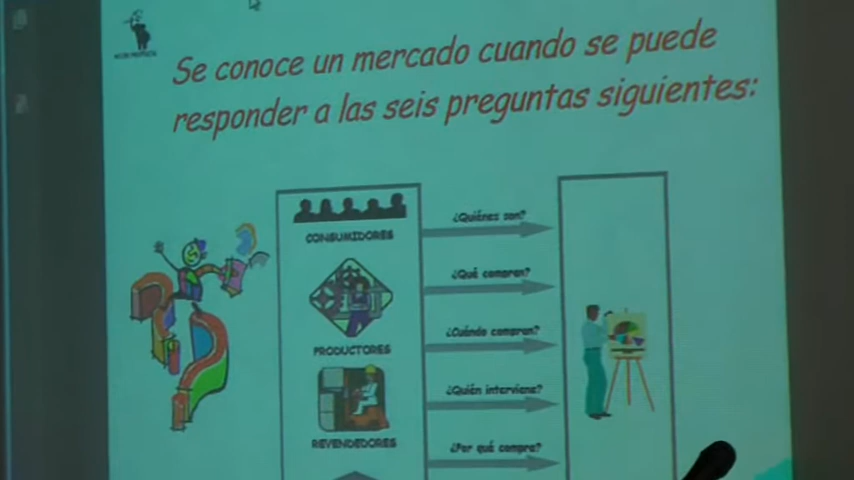 Se conoce un mercado cuando se puede
responder a las seis preguntas siguientes:
¿Quiénes son?
CONSUMIDORES
¿Qué compran?
¿Cuándo compran?
PRODUCTORES
¿Quién interviene?
REVENDEDORES
¿Por qué compra?